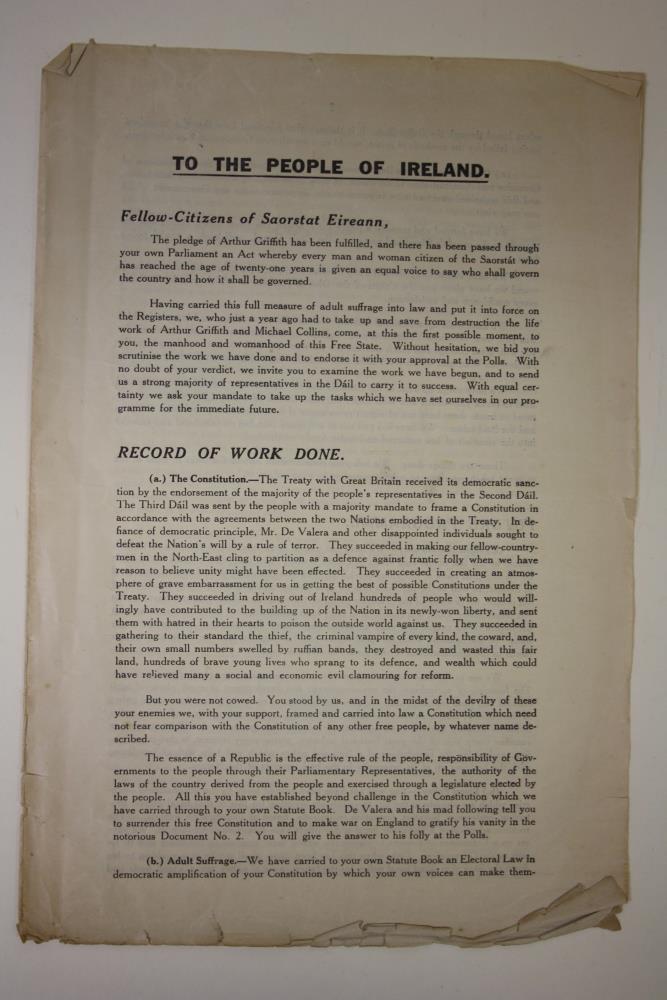 TO THE PEOPLE OF IRELAND.
Fellow-Citizens of Saorstat Eireann,
The pledge of Arthur Griffith has been fulfilled, and there has been passed through
your own Parliament an Act whereby every man and woman citizen of the Saorstát who
has reached the age of twenty-one years is given an equal voice to say who shall govern
the country and how it shall be governed.
Having carried this full measure of adult suffrage into law and put it into force on
the Registers, we, who just a year ago had to take up and save from destruction the life
work of Arthur Griffith and Michael Collins, come, at this the first possible moment, to
you, the manhood and womanhood of this Free State. Without hesitation, we bid you
scrutinise the work we have done and to endorse it with your approval at the Polls. With
no doubt of your verdict, we invite you to examine the work we have begun, and to send
us a strong majority of representatives in the Dáil to carry it to success. With equal cer-
tainty we ask your mandate to take up the tasks which we have set ourselves in our pro-
gramme for the immediate future.
RECORD OF WORK DONE.
(a.) The Constitution.—The Treaty with Great Britain received its democratic sanc-
tion by the endorsement of the majority of the people's representatives in the Second Dáil.
The Third Dáil was sent by the people with a majority mandate to frame a Constitution in
accordance with the agreements between the two Nations embodied in the Treaty. In de-
fiance of democratic principle, Mr. De Valera and other disappointed individuals sought to
defeat the Nation's will by a rule of terror. They succeeded in making our fellow-country-
men in the North-East cling to partition as a defence against frantic folly when we have
reason to believe unity might have been effected. They succeeded in creating an atmos-
phere of grave embarrassment for us in getting the best of possible Constitutions under the
Treaty. They succeeded in driving out of Ireland hundreds of people who would will-
ingly have contributed to the building up of the Nation in its newly-won liberty, and sent
them with hatred in their hearts to poison the outside world against us. They succeeded in
gathering to their standard the thief, the criminal vampire of every kind, the coward, and,
their own small numbers swelled by ruffian bands, they destroyed and wasted this fair
land, hundreds of brave young lives who sprang to its defence, and wealth which could
have relieved many a social and economic evil clamouring for reform.
But you were not cowed. You stood by us, and in the midst of the devilry of these
your enemies we, with your support, framed and carried into law a Constitution which need
not fear comparison with the Constitution of any other free people, by whatever name de-
scribed.
The essence of a Republic is the effective rule of the people, responsibility of Gov-
ernments to the people through their Parliamentary Representatives, the authority of the
laws of the country derived from the people and exercised through a legislature elected by
the people. All this you have established beyond challenge in the Constitution which we
have carried through to your own Statute Book. De Valera and his mad following tell you
to surrender this free Constitution and to make war on England to gratify his vanity in the
notorious Document No. 2. You will give the answer to his folly at the Polls.
(b.) Adult Suffrage.—We have carried to your own Statute Book an Electoral Law in
democratic amplification of your Constitution by which your own voices can make them-